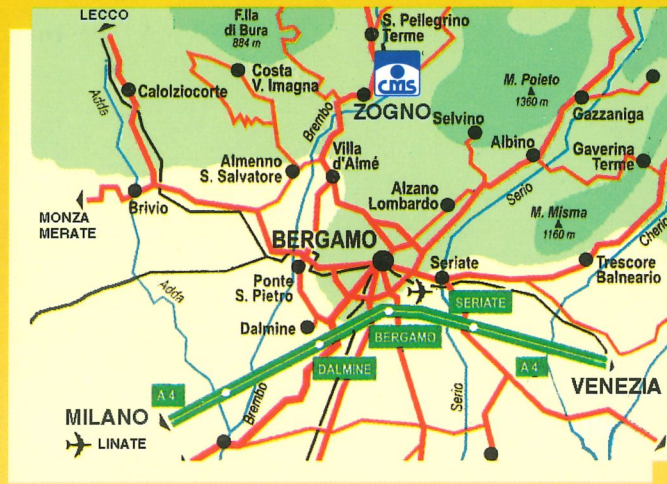 LECCO
F.lla
di Bura
884 m
S. Pellegrino
Terme
Costa
V. Imagna
cms
M. Poieto
1360 m
Calolziocorte
Adda
Brembo
ZOGNO
Selvino
Gazzaniga
Albino
Gaverina
Terme
Almenno
S. Salvatore
Villa
d'Almé
Alzano
Lombardo
Serio
MONZA
MERATE
Brivio
M. Misma
1160 m
Cherio
BERGAMO
Adda
Ponte
S. Pietro
Seriate
Trescore
Balneario
Dalmine
SERIATE
BERGAMO
DALMINE
A 4
A 4
VENEZIA
Brembo
Serio
MILANO
LINATE